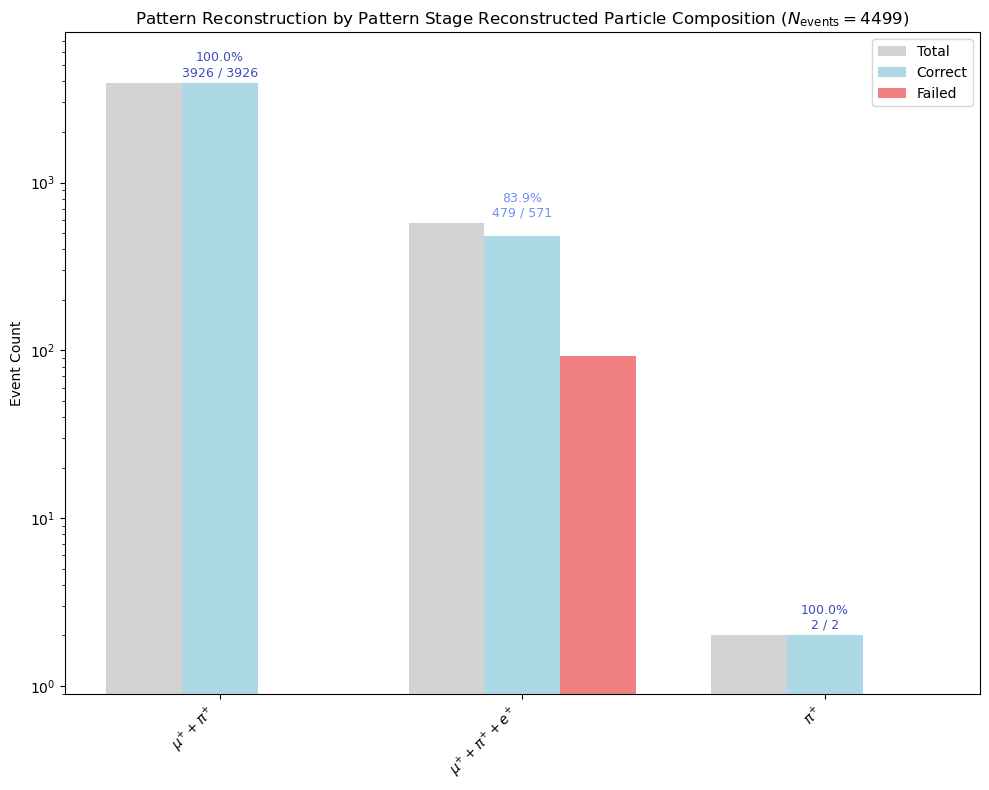 Pattern Reconstruction by Pattern Stage Reconstructed Particle Composition (N_events = 4499)
Total
Correct
Failed
100.0%
3926 / 3926
83.9%
479 / 571
100.0%
2 / 2
Event Count
10³
10²
10¹
10⁰
μ⁺ + π⁺
μ⁺ + π⁺ + e⁺
π⁺